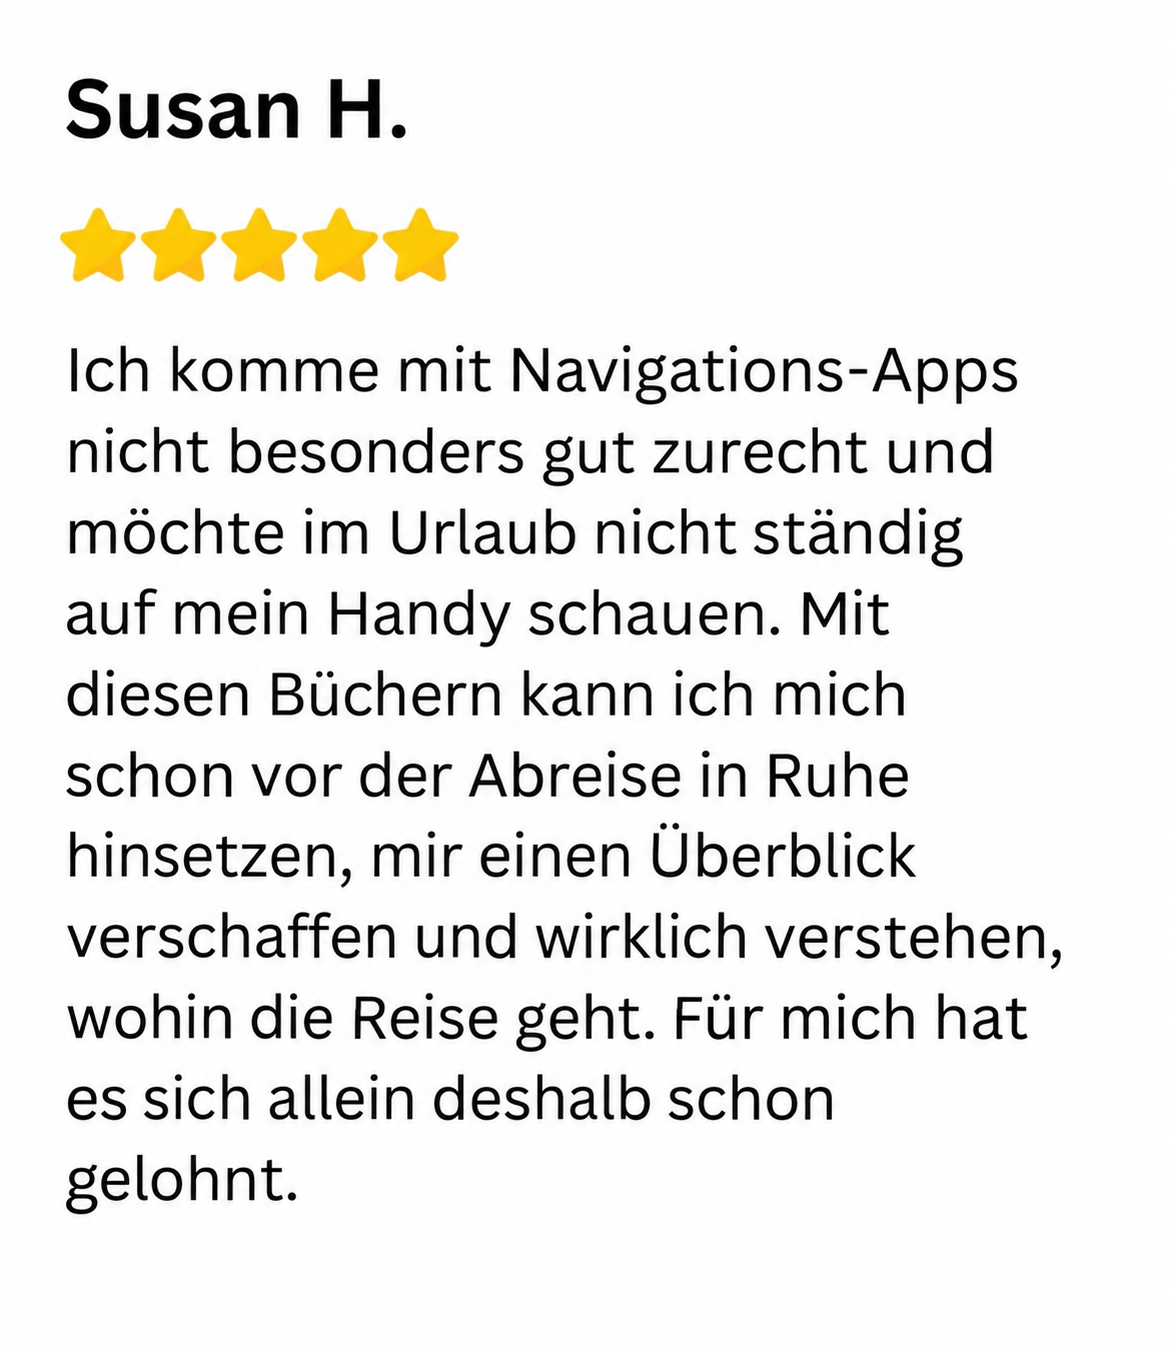 Susan H.
Ich komme mit Navigations-Apps
nicht besonders gut zurecht und
möchte im Urlaub nicht ständig
auf mein Handy schauen. Mit
diesen Büchern kann ich mich
schon vor der Abreise in Ruhe
hinsetzen, mir einen Überblick
verschaffen und wirklich verstehen,
wohin die Reise geht. Für mich hat
es sich allein deshalb schon
gelohnt.